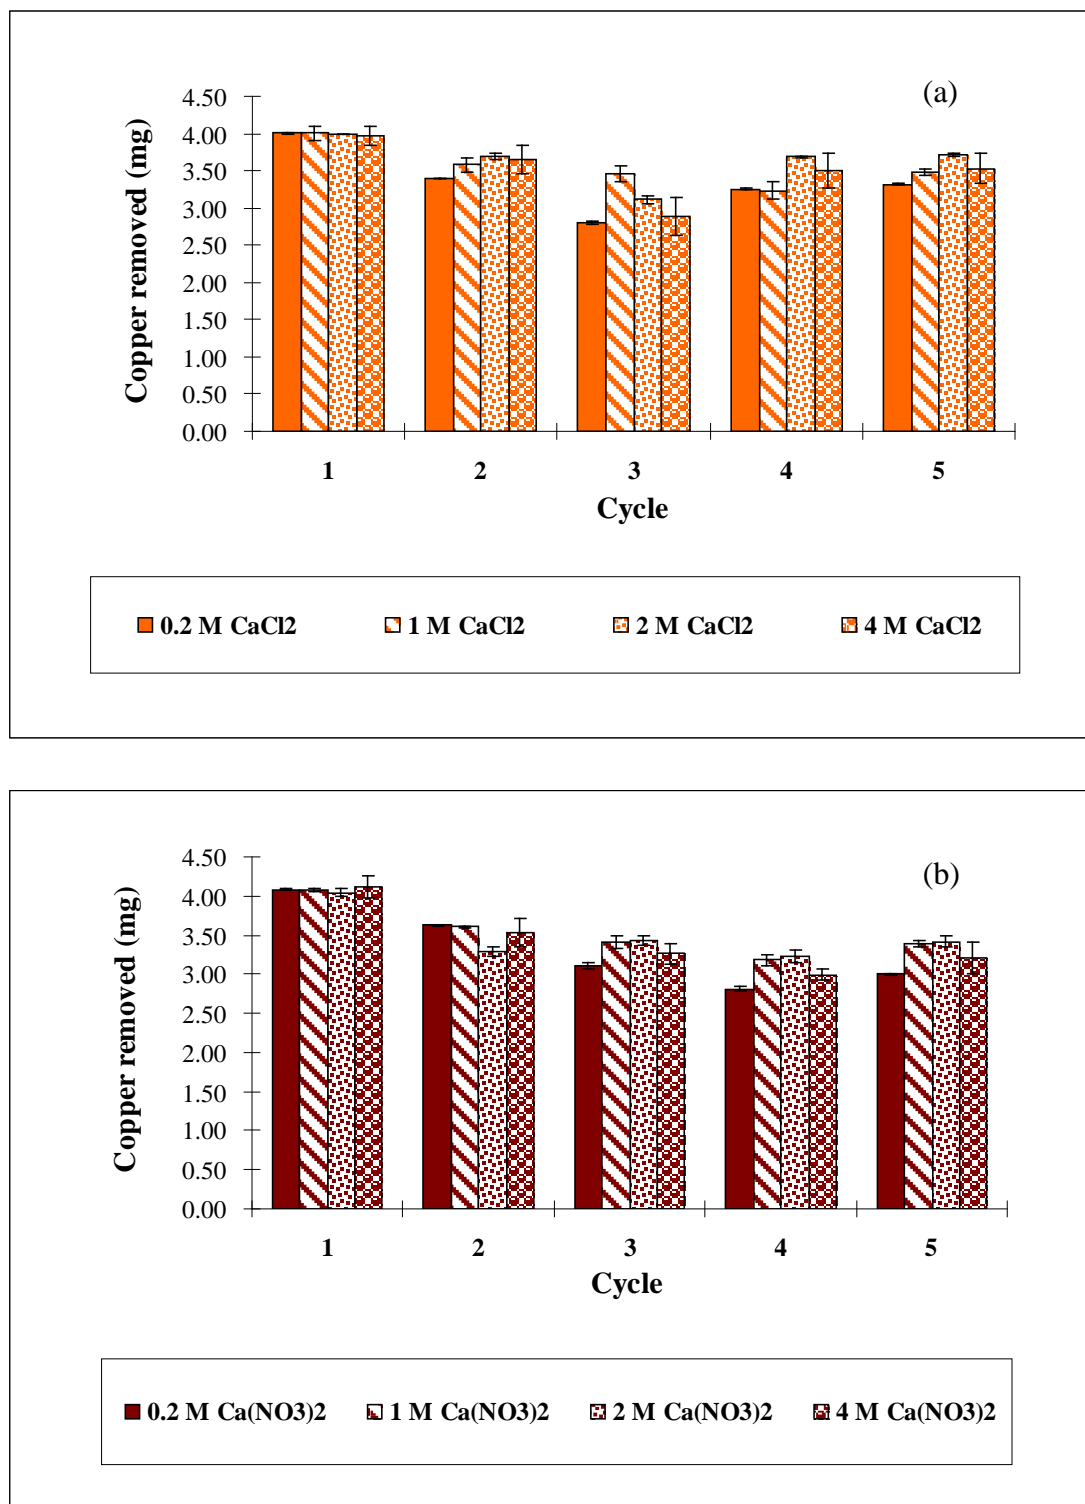 (a)
4.50
4.00
3.50
3.00
2.50
2.00
1.50
1.00
0.50
0.00
Copper removed (mg)
1 2 3 4 5
Cycle
0.2 M CaCl2 1 M CaCl2 2 M CaCl2 4 M CaCl2
(b)
4.50
4.00
3.50
3.00
2.50
2.00
1.50
1.00
0.50
0.00
Copper removed (mg)
1 2 3 4 5
Cycle
0.2 M Ca(NO3)2 1 M Ca(NO3)2 2 M Ca(NO3)2 4 M Ca(NO3)2